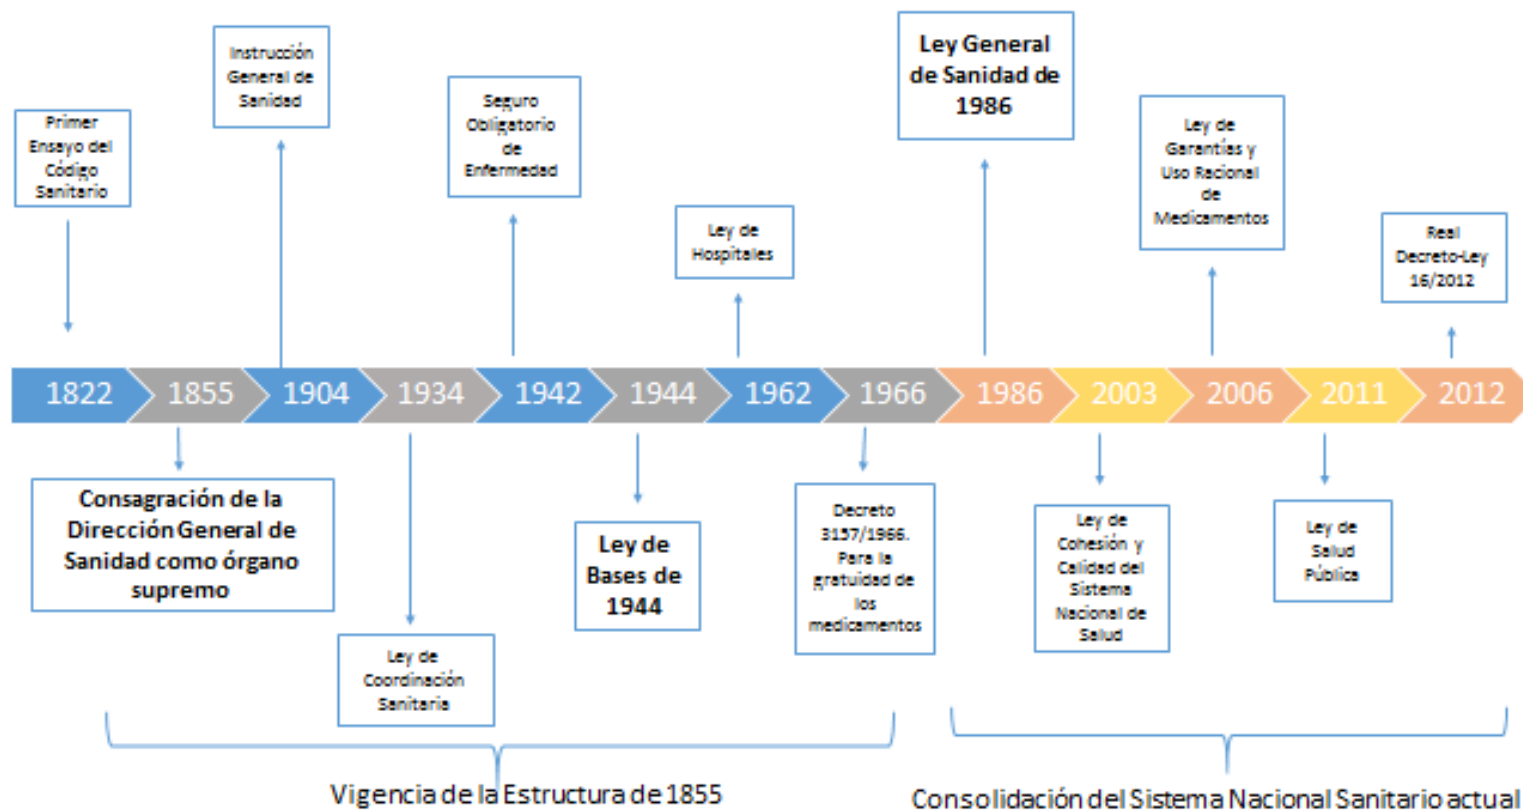 Instrucción
General de
Sanidad
Ley General
de Sanidad de
1986
Primer
Ensayo del
Código
Sanitario
Seguro
Obligatorio
de
Enfermedad
Ley de
Garantías y
Uso Racional
de
Medicamentos
Ley de
Hospitales
Real
Decreto-Ley
16/2012
1822
1855
1904
1934
1942
1944
1962
1966
1986
2003
2006
2011
2012
Consagración de la
Dirección General de
Sanidad como órgano
supremo
Ley de
Coordinación
Sanitaria
Ley de
Bases de
1944
Decreto
3157/1966.
Para la
gratuidad de
los
medicamentos
Ley de
Cohesión y
Calidad del
Sistema
Nacional de
Salud
Ley de
Salud
Pública
Vigencia de la Estructura de 1855
Consolidación del Sistema Nacional Sanitario actual